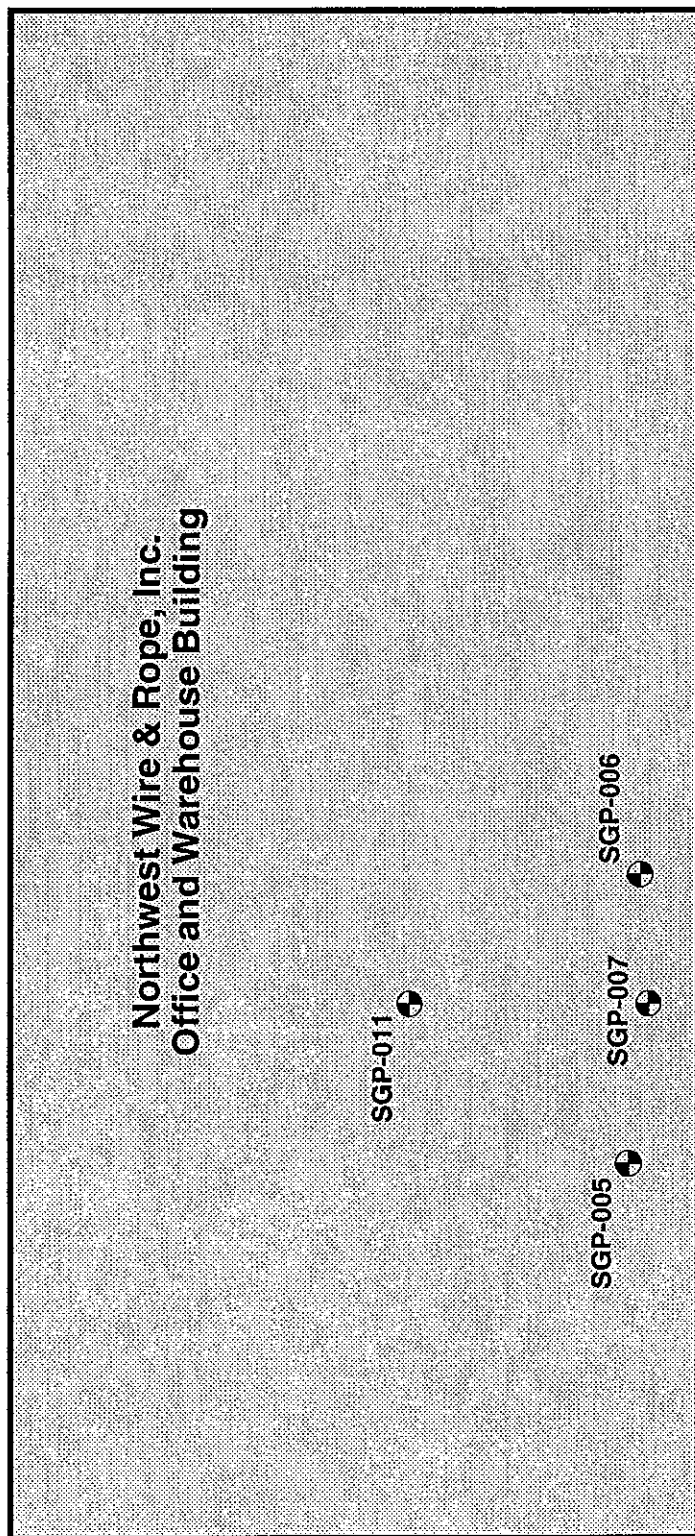 Northwest Wire & Rope, Inc.
Office and Warehouse Building
SGP-011
SGP-005
SGP-007
SGP-006